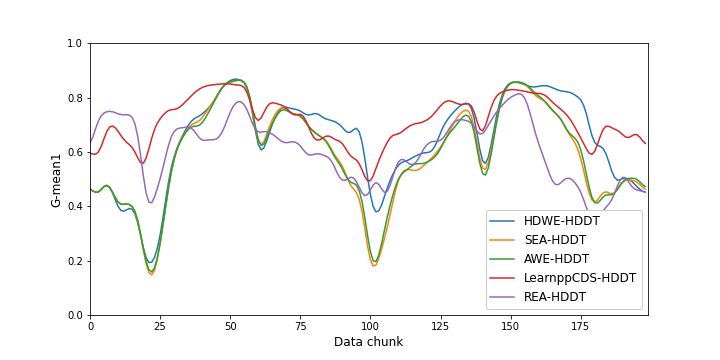 1.0
0.8
0.6
0.4
0.2
0.0
G-mean1
0
25
50
75
100
125
150
175
Data chunk
HDWE-HDDT
SEA-HDDT
AWE-HDDT
LearnppCDS-HDDT
REA-HDDT